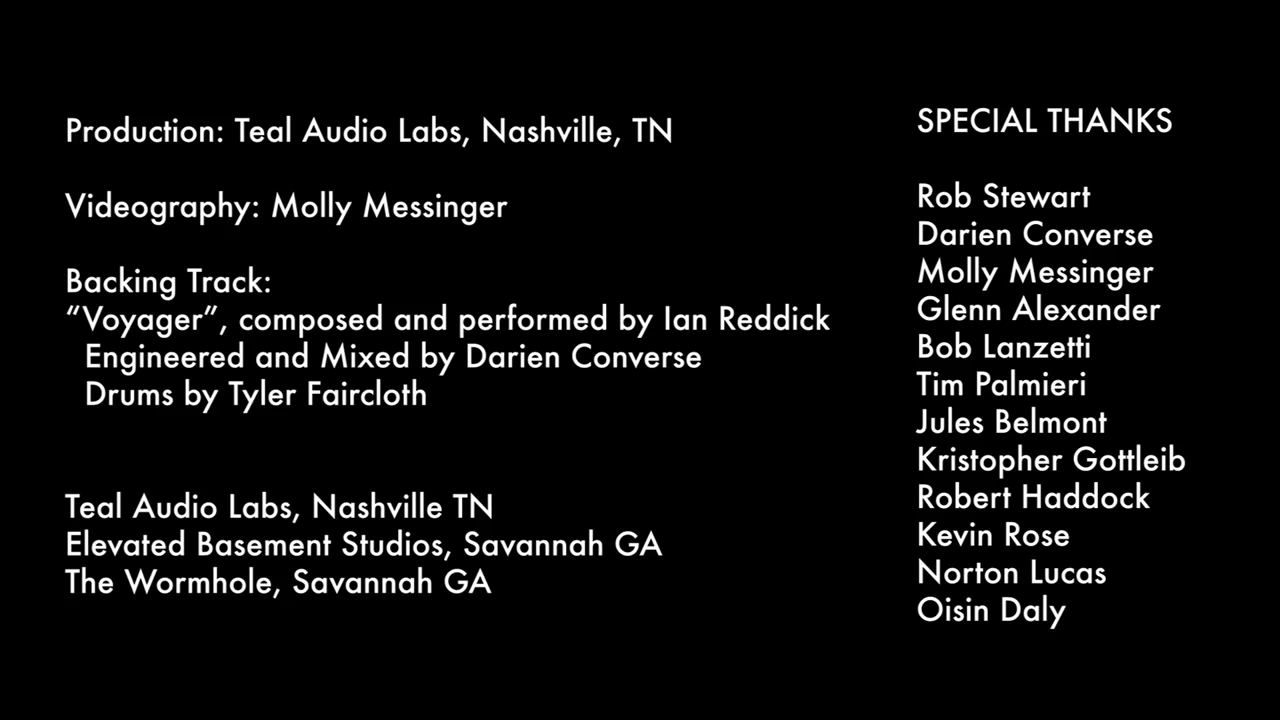 Production: Teal Audio Labs, Nashville, TN
Videography: Molly Messinger
Backing Track:
“Voyager”, composed and performed by Ian Reddick
Engineered and Mixed by Darien Converse
Drums by Tyler Faircloth
Teal Audio Labs, Nashville TN
Elevated Basement Studios, Savannah GA
The Wormhole, Savannah GA
SPECIAL THANKS
Rob Stewart
Darien Converse
Molly Messinger
Glenn Alexander
Bob Lanzetti
Tim Palmieri
Jules Belmont
Kristopher Gottleib
Robert Haddock
Kevin Rose
Norton Lucas
Oisin Daly